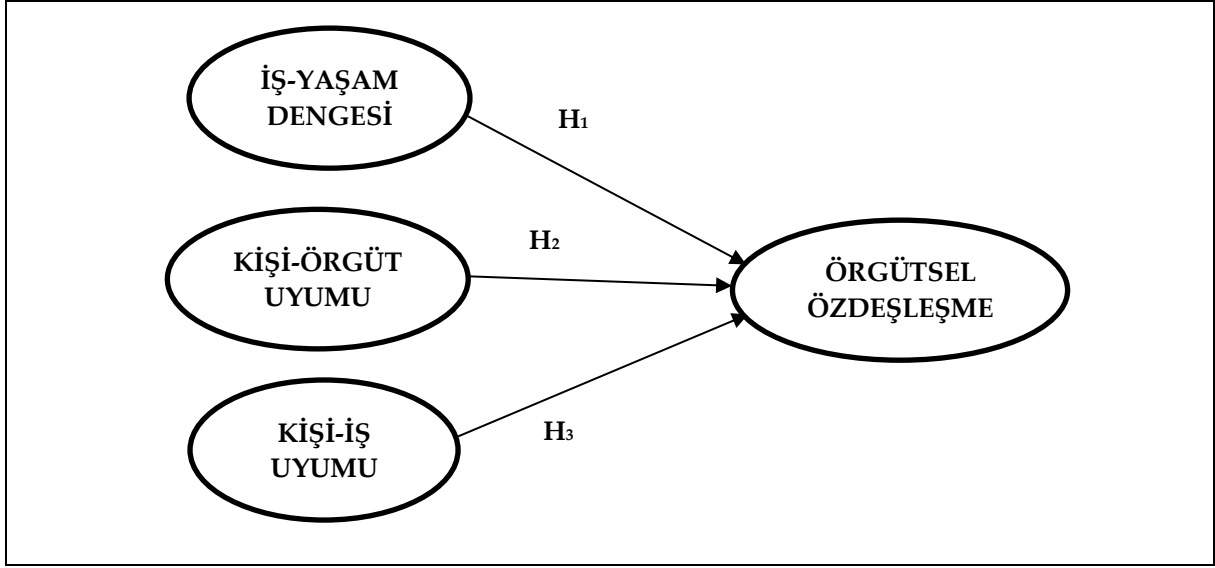 İŞ-YAŞAM
DENGESİ
H1
KİŞİ-ÖRGÜT
UYUMU
H2
ÖRGÜTSEL
ÖZDEŞLEŞME
KİŞİ-İŞ
UYUMU
H3